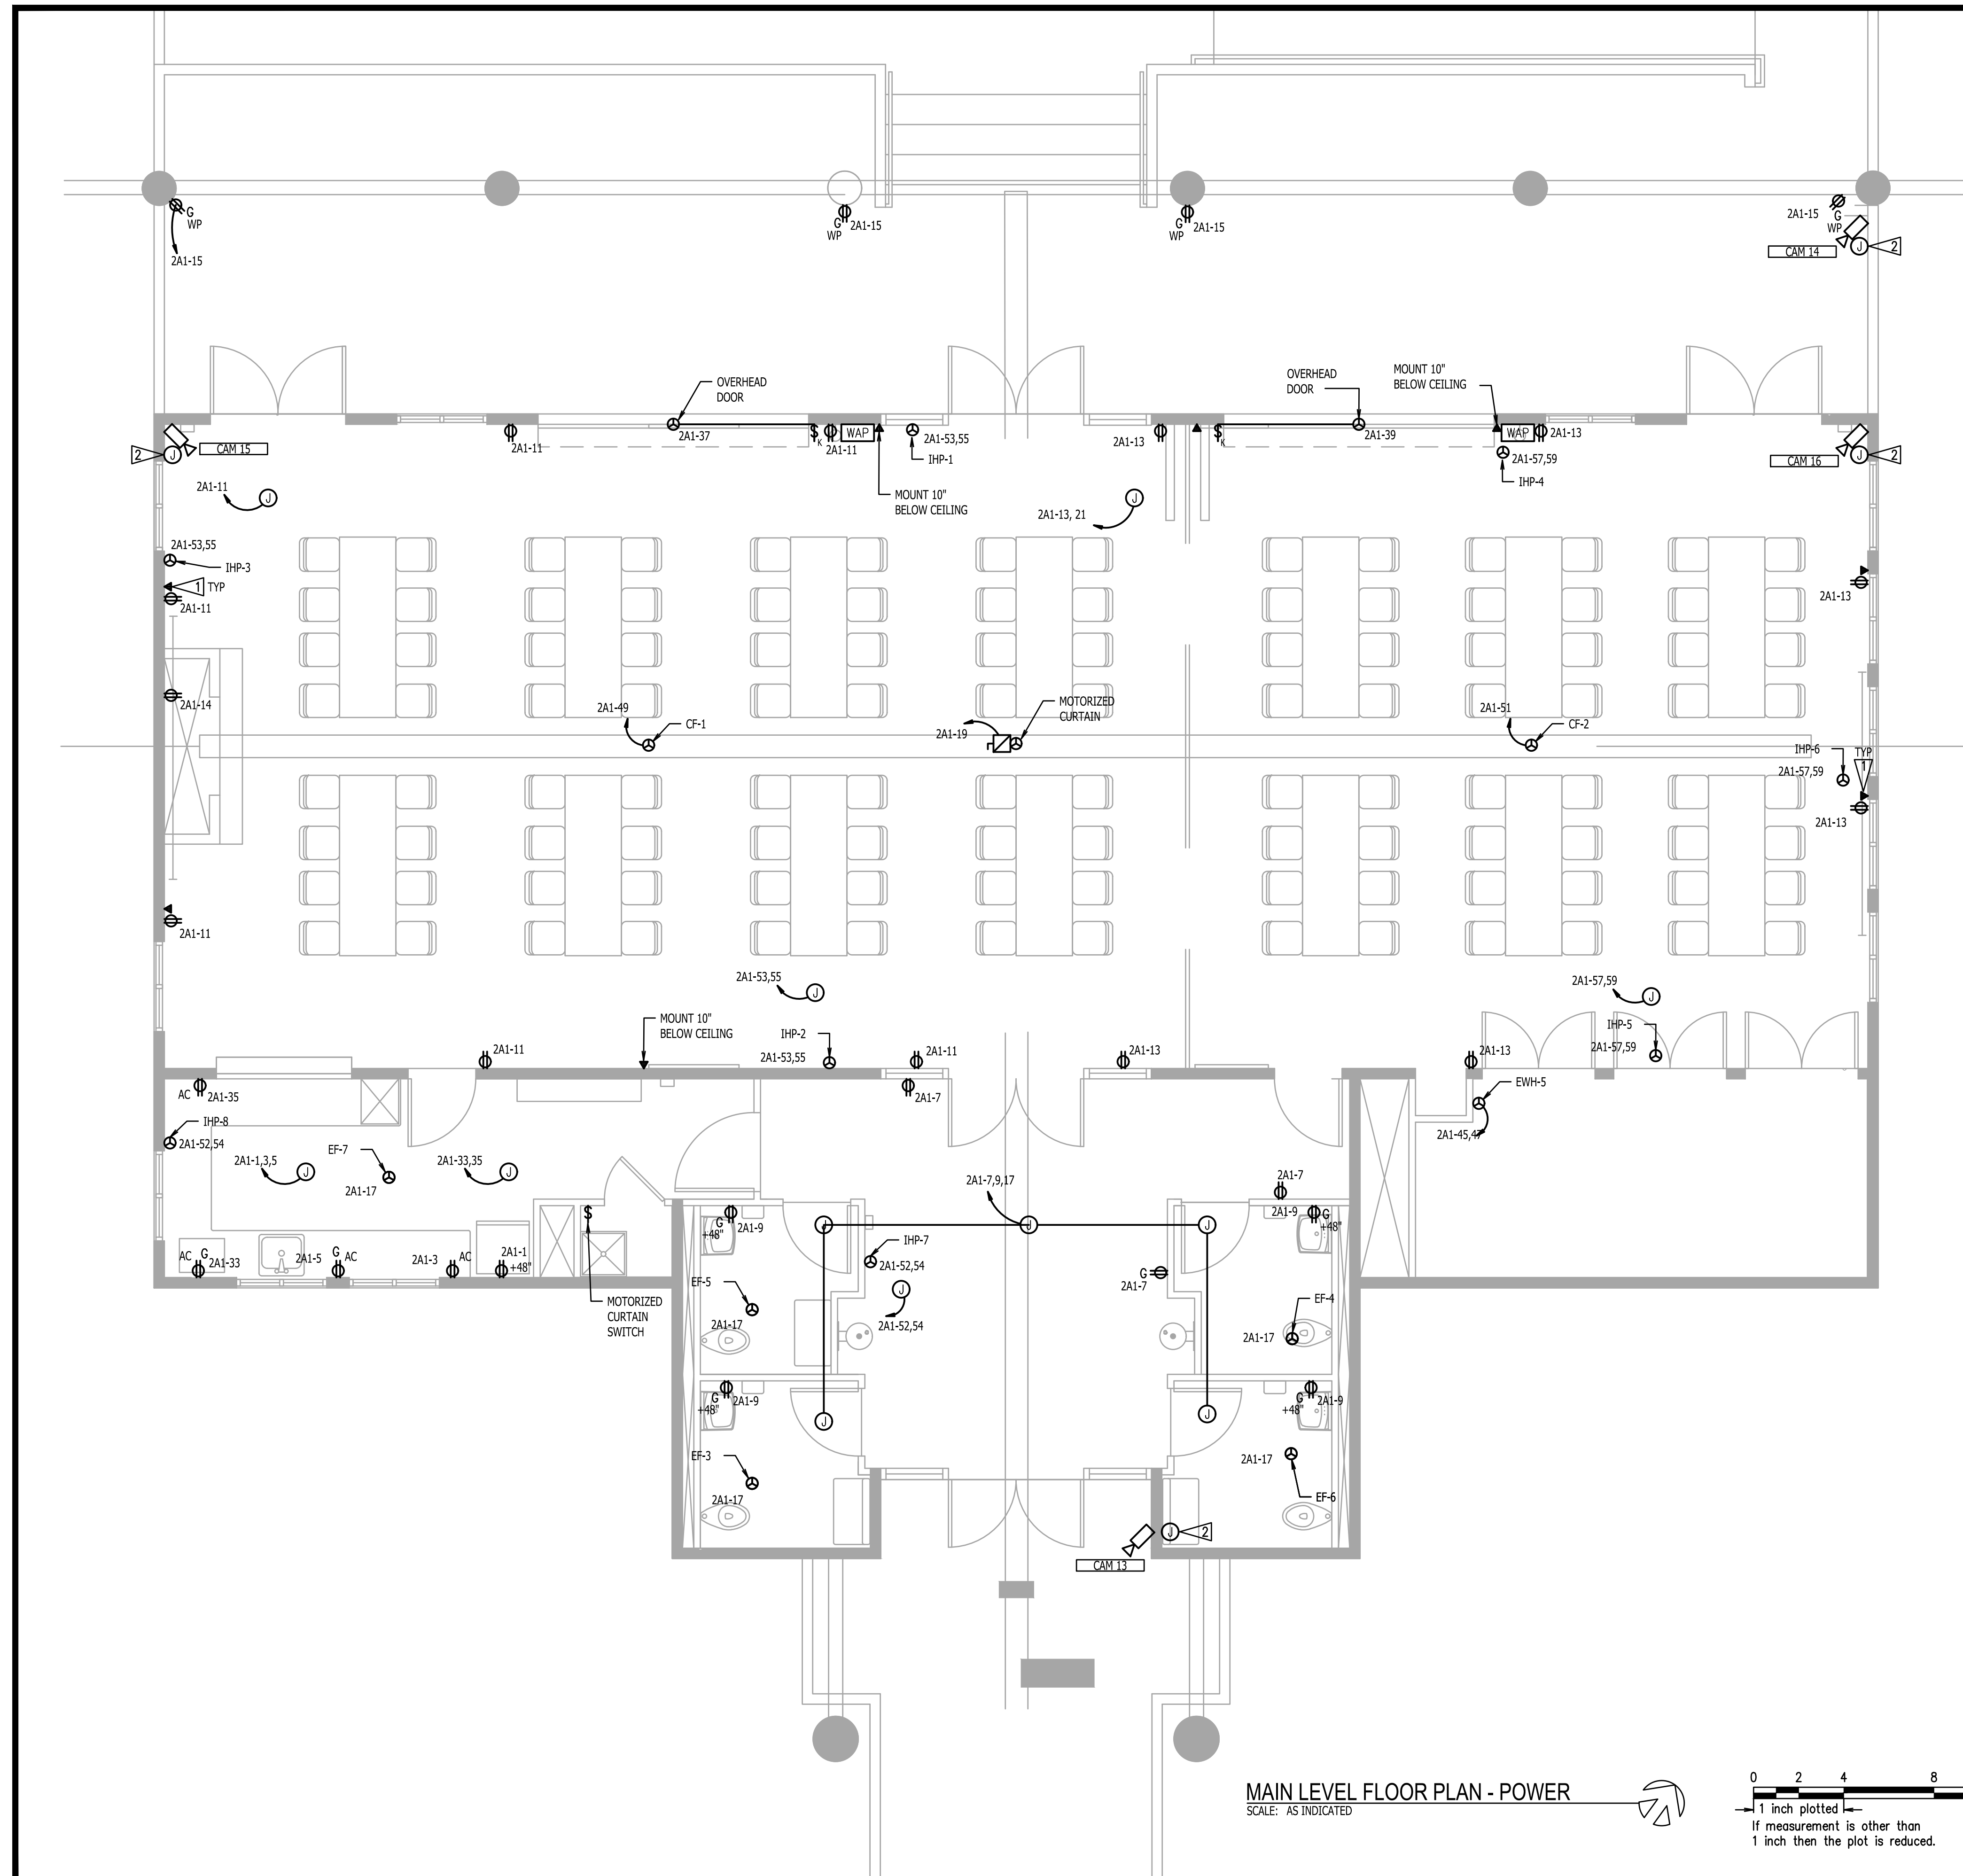 G
WP
2A1-15
G
WP
2A1-15
G
WP
2A1-15
2A1-15
G
WP
J
2
CAM 14
OVERHEAD
DOOR
OVERHEAD
DOOR
MOUNT 10"
BELOW CEILING
2
J
CAM 15
2A1-11
2A1-37
$
K
2A1-11
WAP
2A1-53,55
IHP-1
MOUNT 10"
BELOW CEILING
2A1-13
$
K
2A1-39
WAP
2A1-13
2A1-57,59
IHP-4
J
2
CAM 16
2A1-11
J
2A1-13, 21
J
2A1-53,55
IHP-3
1
TYP
2A1-11
2A1-13
2A1-14
2A1-49
CF-1
2A1-19
MOTORIZED
CURTAIN
2A1-51
CF-2
IHP-6
TYP
1
2A1-57,59
2A1-13
2A1-11
2A1-53,55
J
2A1-57,59
J
MOUNT 10"
BELOW CEILING
IHP-2
2A1-53,55
IHP-5
2A1-57,59
2A1-11
2A1-11
2A1-13
2A1-13
AC
2A1-35
2A1-7
EWH-5
2A1-45,47
IHP-8
2A1-52,54
2A1-1,3,5
J
EF-7
2A1-17
2A1-33,35
J
2A1-7,9,17
2A1-7
$
G
+48"
2A1-9
J
J
J
2A1-9
G
+48"
AC
G
2A1-33
2A1-5
G
AC
2A1-3
AC
2A1-1
+48"
IHP-7
2A1-52,54
J
2A1-52,54
G
2A1-7
MOTORIZED
CURTAIN
SWITCH
EF-5
2A1-17
EF-4
2A1-17
G
+48"
2A1-9
J
J
G
+48"
2A1-9
EF-3
2A1-17
2A1-17
EF-6
J
2
CAM 13
MAIN LEVEL FLOOR PLAN - POWER
SCALE: AS INDICATED
0 2 4 8
1 inch plotted
If measurement is other than
1 inch then the plot is reduced.